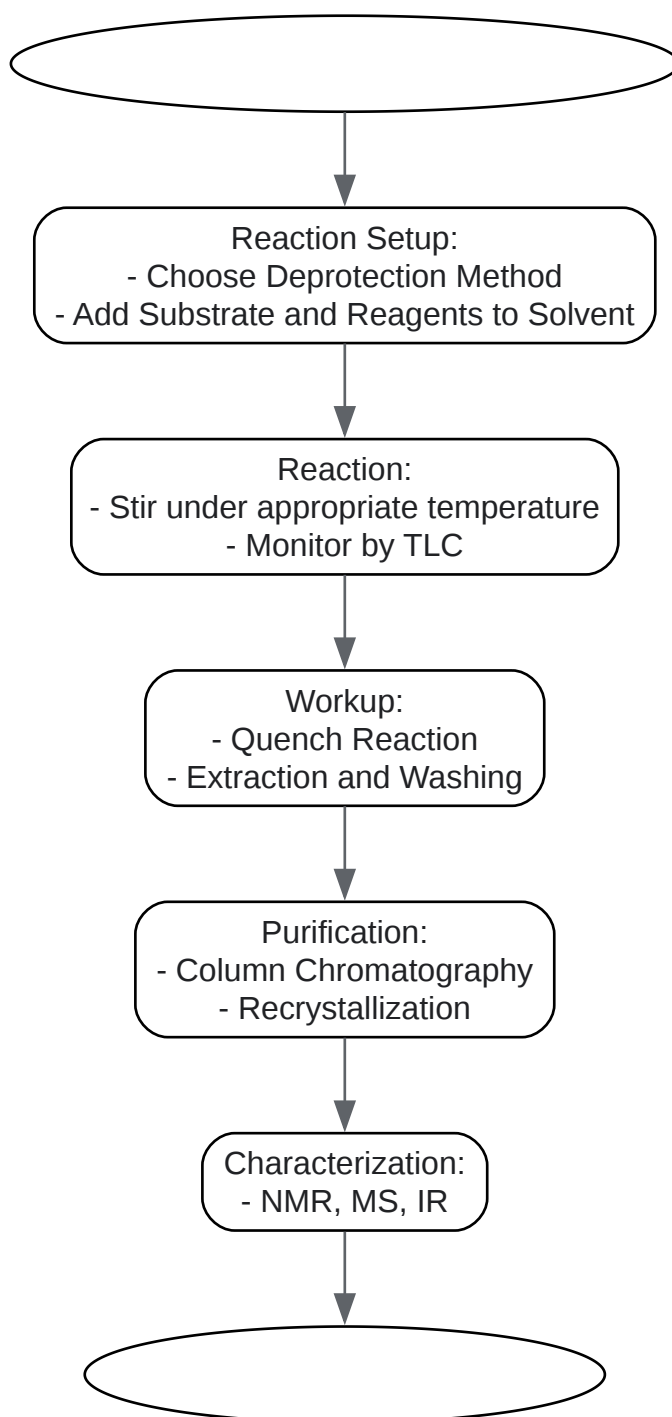 Reaction Setup:
- Choose Deprotection Method
- Add Substrate and Reagents to Solvent
Reaction:
- Stir under appropriate temperature
- Monitor by TLC
Workup:
- Quench Reaction
- Extraction and Washing
Purification:
- Column Chromatography
- Recrystallization
Characterization:
- NMR, MS, IR